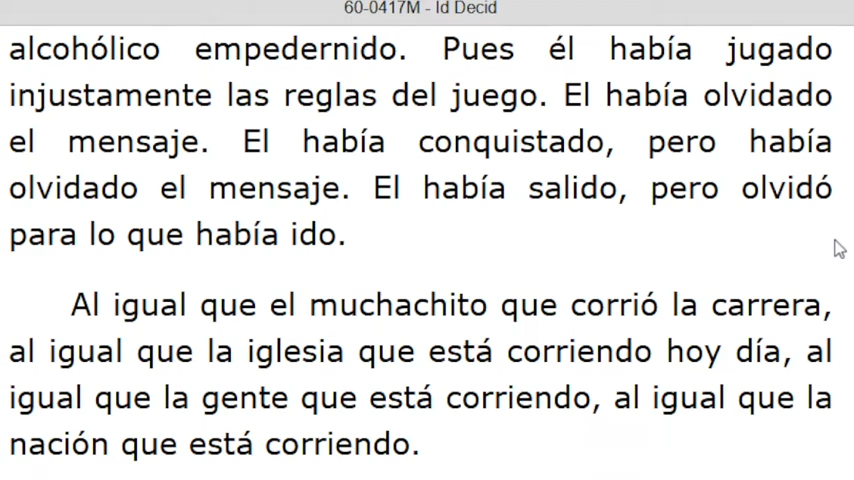 60-0417M - Id Decid
alcohólico empedernido. Pues él había jugado
injustamente las reglas del juego. El había olvidado
el mensaje. El había conquistado, pero había
olvidado el mensaje. El había salido, pero olvidó
para lo que había ido.
Al igual que el muchachito que corrió la carrera,
al igual que la iglesia que está corriendo hoy día, al
igual que la gente que está corriendo, al igual que la
nación que está corriendo.